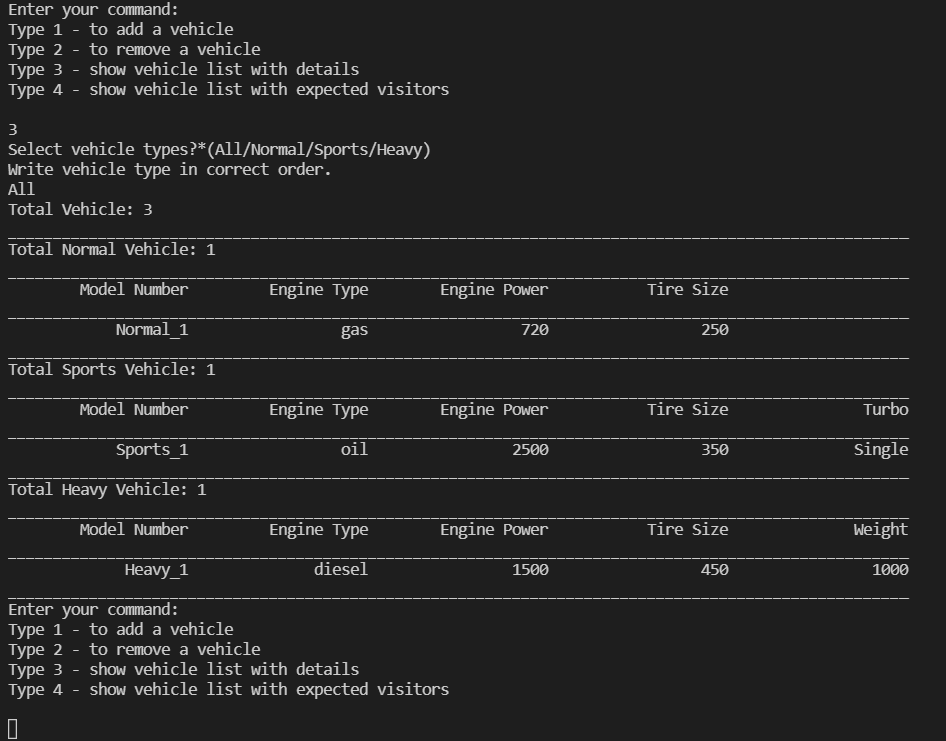 Enter your command:
Type 1 - to add a vehicle
Type 2 - to remove a vehicle
Type 3 - show vehicle list with details
Type 4 - show vehicle list with expected visitors
3
Select vehicle types?*(All/Normal/Sports/Heavy)
Write vehicle type in correct order.
All
Total Vehicle: 3
Total Normal Vehicle: 1
Model Number Engine Type Engine Power Tire Size
Normal_1 gas 720 250
Total Sports Vehicle: 1
Model Number Engine Type Engine Power Tire Size Turbo
Sports_1 oil 2500 350 Single
Total Heavy Vehicle: 1
Model Number Engine Type Engine Power Tire Size Weight
Heavy_1 diesel 1500 450 1000
Enter your command:
Type 1 - to add a vehicle
Type 2 - to remove a vehicle
Type 3 - show vehicle list with details
Type 4 - show vehicle list with expected visitors